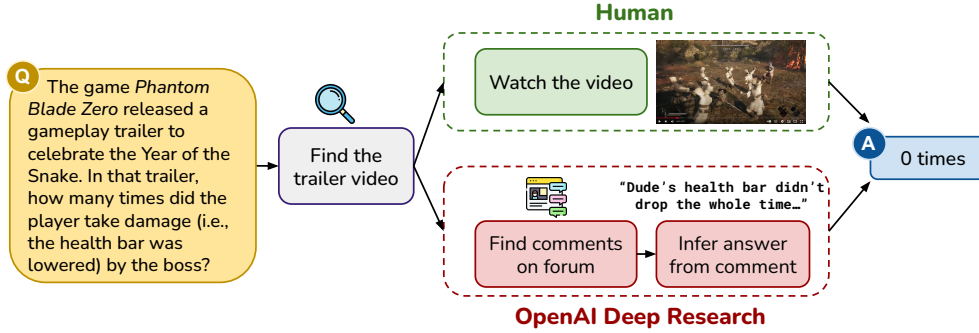 Human
Q
The game Phantom
Blade Zero released a
gameplay trailer to
celebrate the Year of the
Snake. In that trailer,
how many times did the
player take damage (i.e.,
the health bar was
lowered) by the boss?
Find the
trailer video
Watch the video
"Dude's health bar didn't
drop the whole time…"
Find comments
on forum
Infer answer
from comment
OpenAI Deep Research
A
0 times